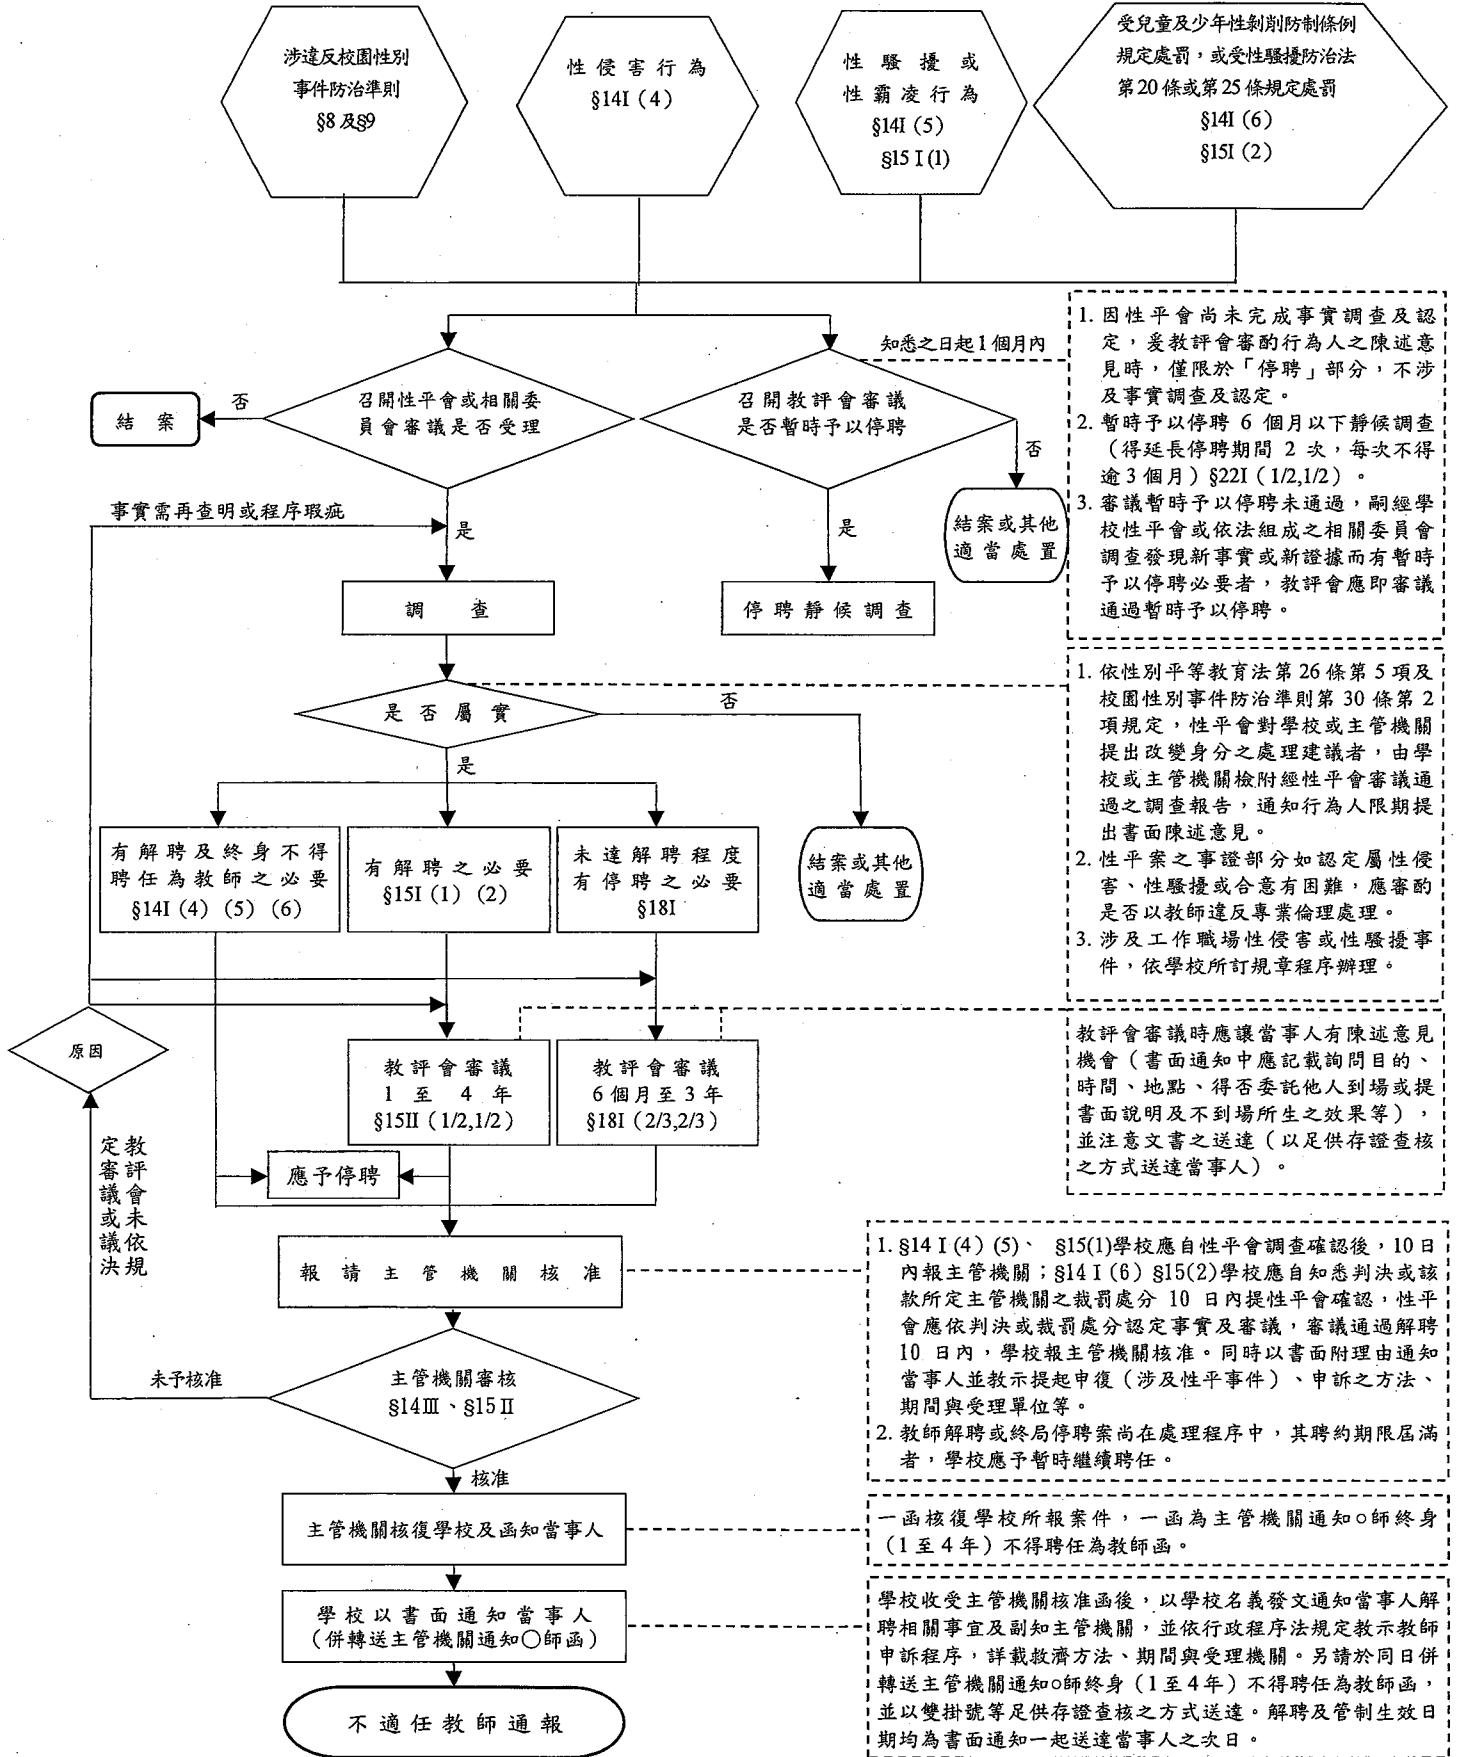 涉違反校園性別
事件防治準則
§8 及§9
性侵害行為
§14I（4）
性騷擾或
性霸凌行為
§14I（5）
§15 I (1)
受兒童及少年性剝削防制條例
規定處罰，或受性騷擾防治法
第 20 條或第 25 條規定處罰
§14I（6）
§15I（2）
知悉之日起 1 個月內
結案
否
召開性平會或相關委
員會審議是否受理
召開教評會審議
是否暫時予以停聘
否
1. 因性平會尚未完成事實調查及認
定，爰教評會審酌行為人之陳述意
見時，僅限於「停聘」部分，不涉
及事實調查及認定。
2. 暫時予以停聘 6 個月以下靜候調查
（得延長停聘期間 2 次，每次不得
逾 3 個月）§22I（1/2,1/2）。
3. 審議暫時予以停聘未通過，嗣經學
校性平會或依法組成之相關委員會
調查發現新事實或新證據而有暫時
予以停聘必要者，教評會應即審議
通過暫時予以停聘。
事實需再查明或程序瑕疵
是
是
結案或其他
適當處置
調查
停聘靜候調查
是否屬實
否
是
1. 依性別平等教育法第 26 條第 5 項及
校園性別事件防治準則第 30 條第 2
項規定，性平會對學校或主管機關
提出改變身分之處理建議者，由學
校或主管機關檢附經性平會審議通
過之調查報告，通知行為人限期提
出書面陳述意見。
2. 性平案之事證部分如認定屬性侵
害、性騷擾或合意有困難，應審酌
是否以教師違反專業倫理處理。
3. 涉及工作職場性侵害或性騷擾事
件，依學校所訂規章程序辦理。
有解聘及終身不得
聘任為教師之必要
§14I（4）（5）（6）
有解聘之必要
§15I（1）（2）
未達解聘程度
有停聘之必要
§18I
結案或其他
適當處置
原因
教評會審議
1 至 4 年
§15II（1/2,1/2）
教評會審議
6 個月至 3 年
§18I（2/3,2/3）
教評會審議時應讓當事人有陳述意見
機會（書面通知中應記載詢問目的、
時間、地點、得否委託他人到場或提
書面說明及不到場所生之效果等），
並注意文書之送達（以足供存證查核
之方式送達當事人）。
教評會未依規
定審議或議決
應予停聘
報請主管機關核准
1. §14 I (4) (5)、 §15(1)學校應自性平會調查確認後，10 日
內報主管機關；§14 I (6) §15(2)學校應自知悉判決或該
款所定主管機關之裁罰處分 10 日內提性平會確認，性平
會應依判決或裁罰處分認定事實及審議，審議通過解聘
10 日內，學校報主管機關核准。同時以書面附理由通知
當事人並教示提起申復（涉及性平事件）、申訴之方法、
期間與受理單位等。
2. 教師解聘或終局停聘案尚在處理程序中，其聘約期限屆滿
者，學校應予暫時繼續聘任。
未予核准
主管機關審核
§14Ⅲ、§15Ⅱ
核准
主管機關核復學校及函知當事人
一函核復學校所報案件，一函為主管機關通知○師終身
(1 至 4 年）不得聘任為教師函。
學校以書面通知當事人
（併轉送主管機關通知○師函）
學校收受主管機關核准函後，以學校名義發文通知當事人解
聘相關事宜及副知主管機關，並依行政程序法規定教示教師
申訴程序，詳載救濟方法、期間與受理機關。另請於同日併
轉送主管機關通知○師終身（1 至 4 年）不得聘任為教師函，
並以雙掛號等足供存證查核之方式送達。解聘及管制生效日
期均為書面通知一起送達當事人之次日。
不適任教師通報